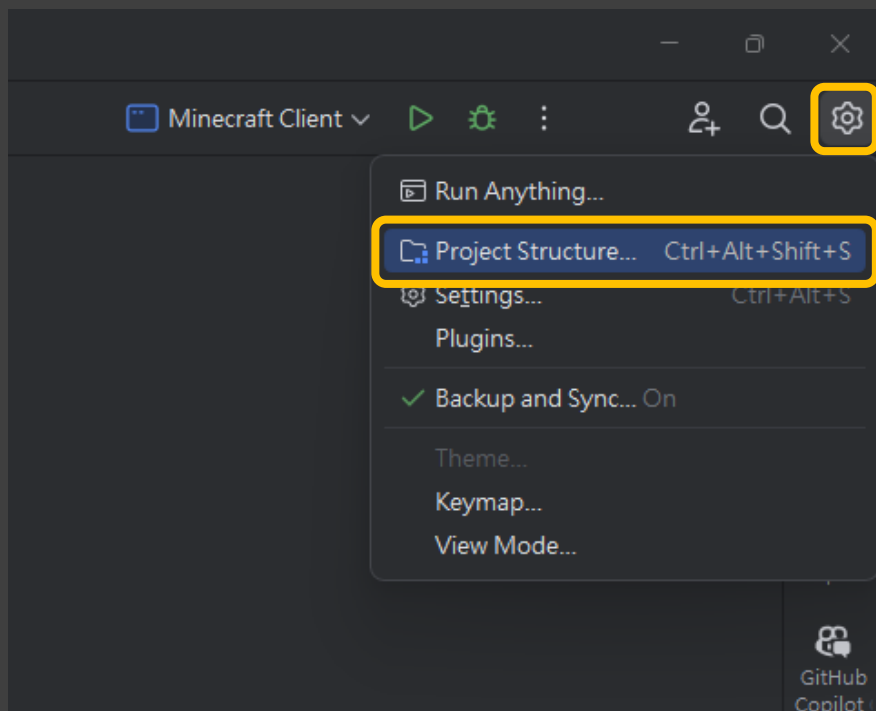 Minecraft Client
Run Anything...
Project Structure... Ctrl+Alt+Shift+S
Settings... Ctrl+Alt+S
Plugins...
Backup and Sync... On
Theme...
Keymap...
View Mode...
GitHub
Copilot